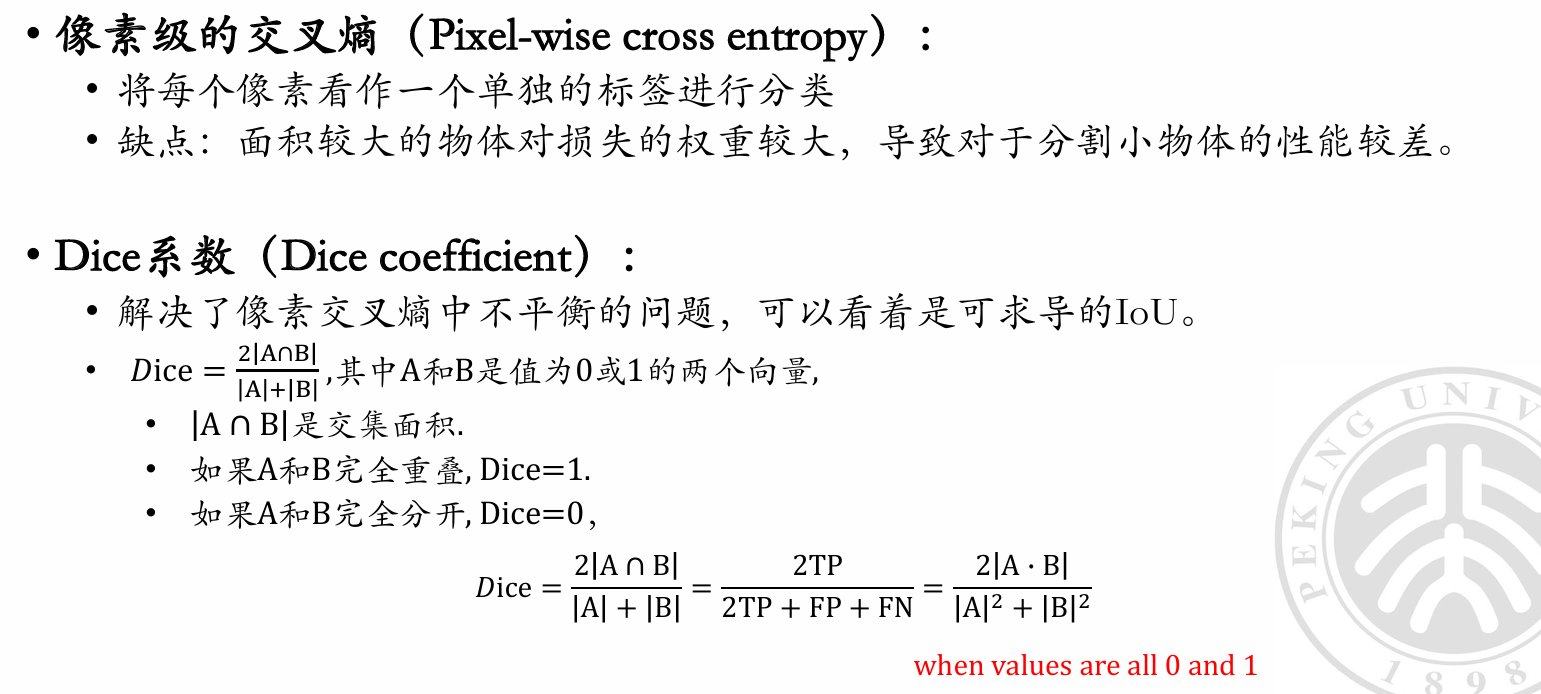 • 像素级的交叉熵（Pixel-wise cross entropy）：
• 将每个像素看作一个单独的标签进行分类
• 缺点：面积较大的物体对损失的权重较大，导致对于分割小物体的性能较差。
• Dice系数（Dice coefficient）：
• 解决了像素交叉熵中不平衡的问题，可以看着是可求导的IoU。
• Dice = 2|A∩B| / |A|+|B| ,其中A和B是值为0或1的两个向量,
• |A ∩ B|是交集面积.
• 如果A和B完全重叠, Dice=1.
• 如果A和B完全分开, Dice=0 ,
Dice = 2|A ∩ B| / |A| + |B| = 2TP / 2TP + FP + FN = 2|A · B| / |A|² + |B|²
when values are all 0 and 1
PEKING UNIV
1898